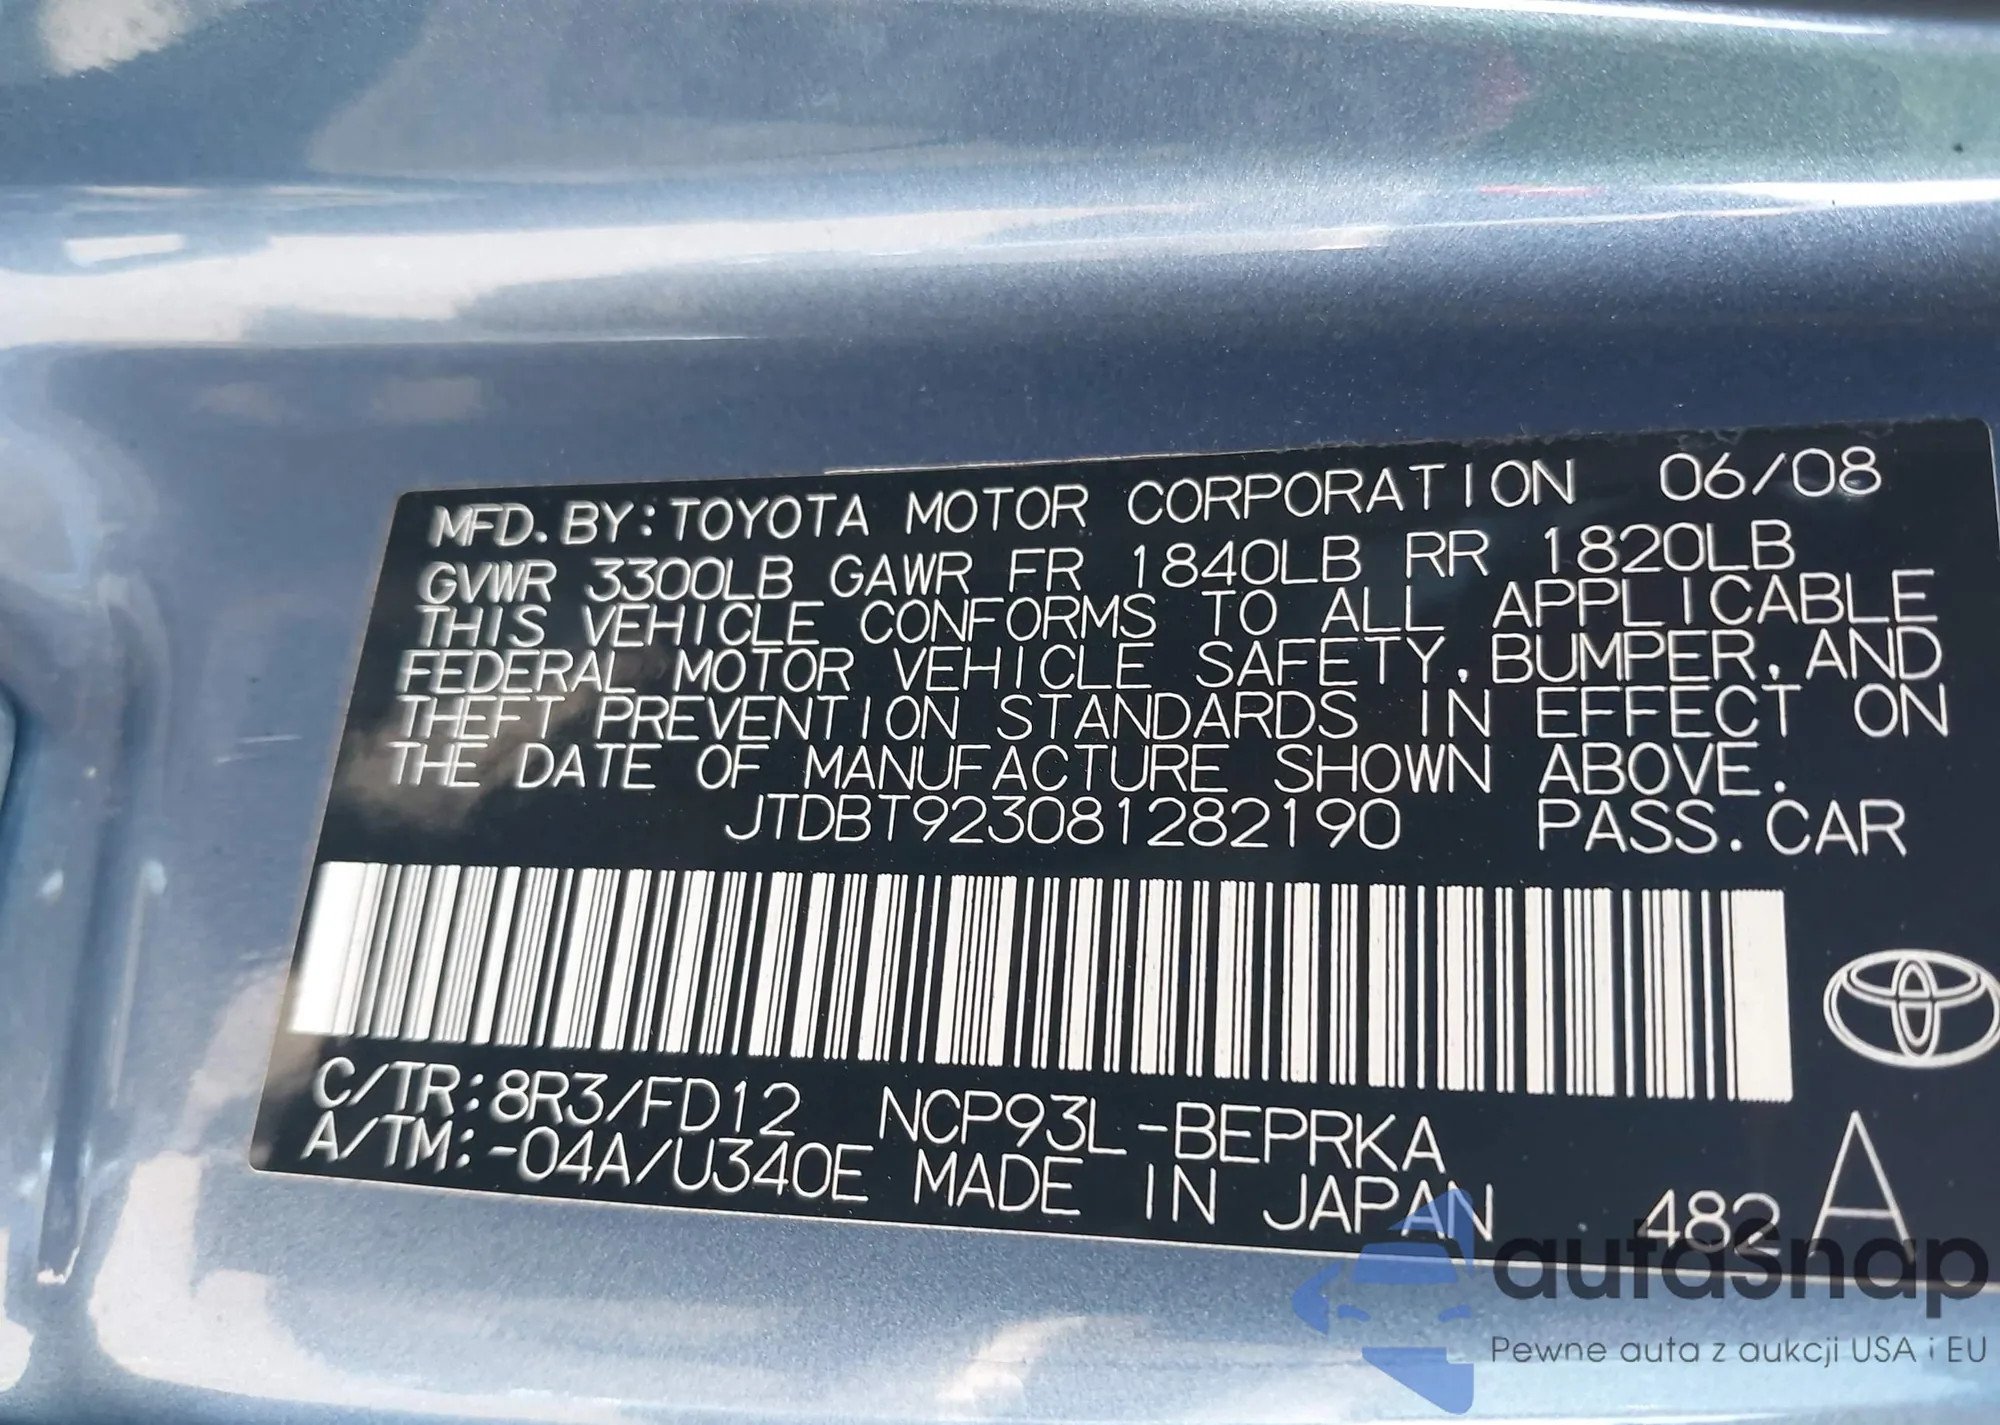 MFD. BY: TOYOTA MOTOR CORPORATION 06/08
GVWR 3300LB GAWR FR 1840LB RR 1820LB
THIS VEHICLE CONFORMS TO ALL APPLICABLE
FEDERAL MOTOR VEHICLE SAFETY, BUMPER, AND
THEFT PREVENTION STANDARDS IN EFFECT ON
THE DATE OF MANUFACTURE SHOWN ABOVE.
JTDBT923081282190 PASS. CAR
C/TR: 8R3/FD12 NCP93L-BEPRKA
A/TM: -04A/U340E MADE IN JAPAN 482 A
autasnap
Pewne auta z aukcji USA i EU